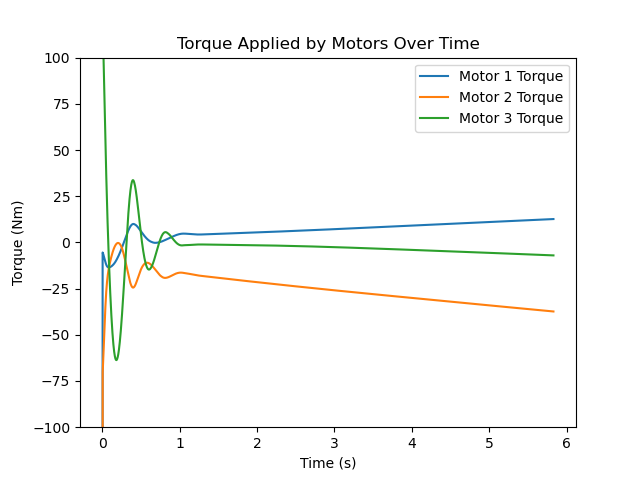 Torque Applied by Motors Over Time
Motor 1 Torque
Motor 2 Torque
Motor 3 Torque
Torque (Nm)
100
75
50
25
0
−25
−50
−75
−100
0 1 2 3 4 5 6
Time (s)